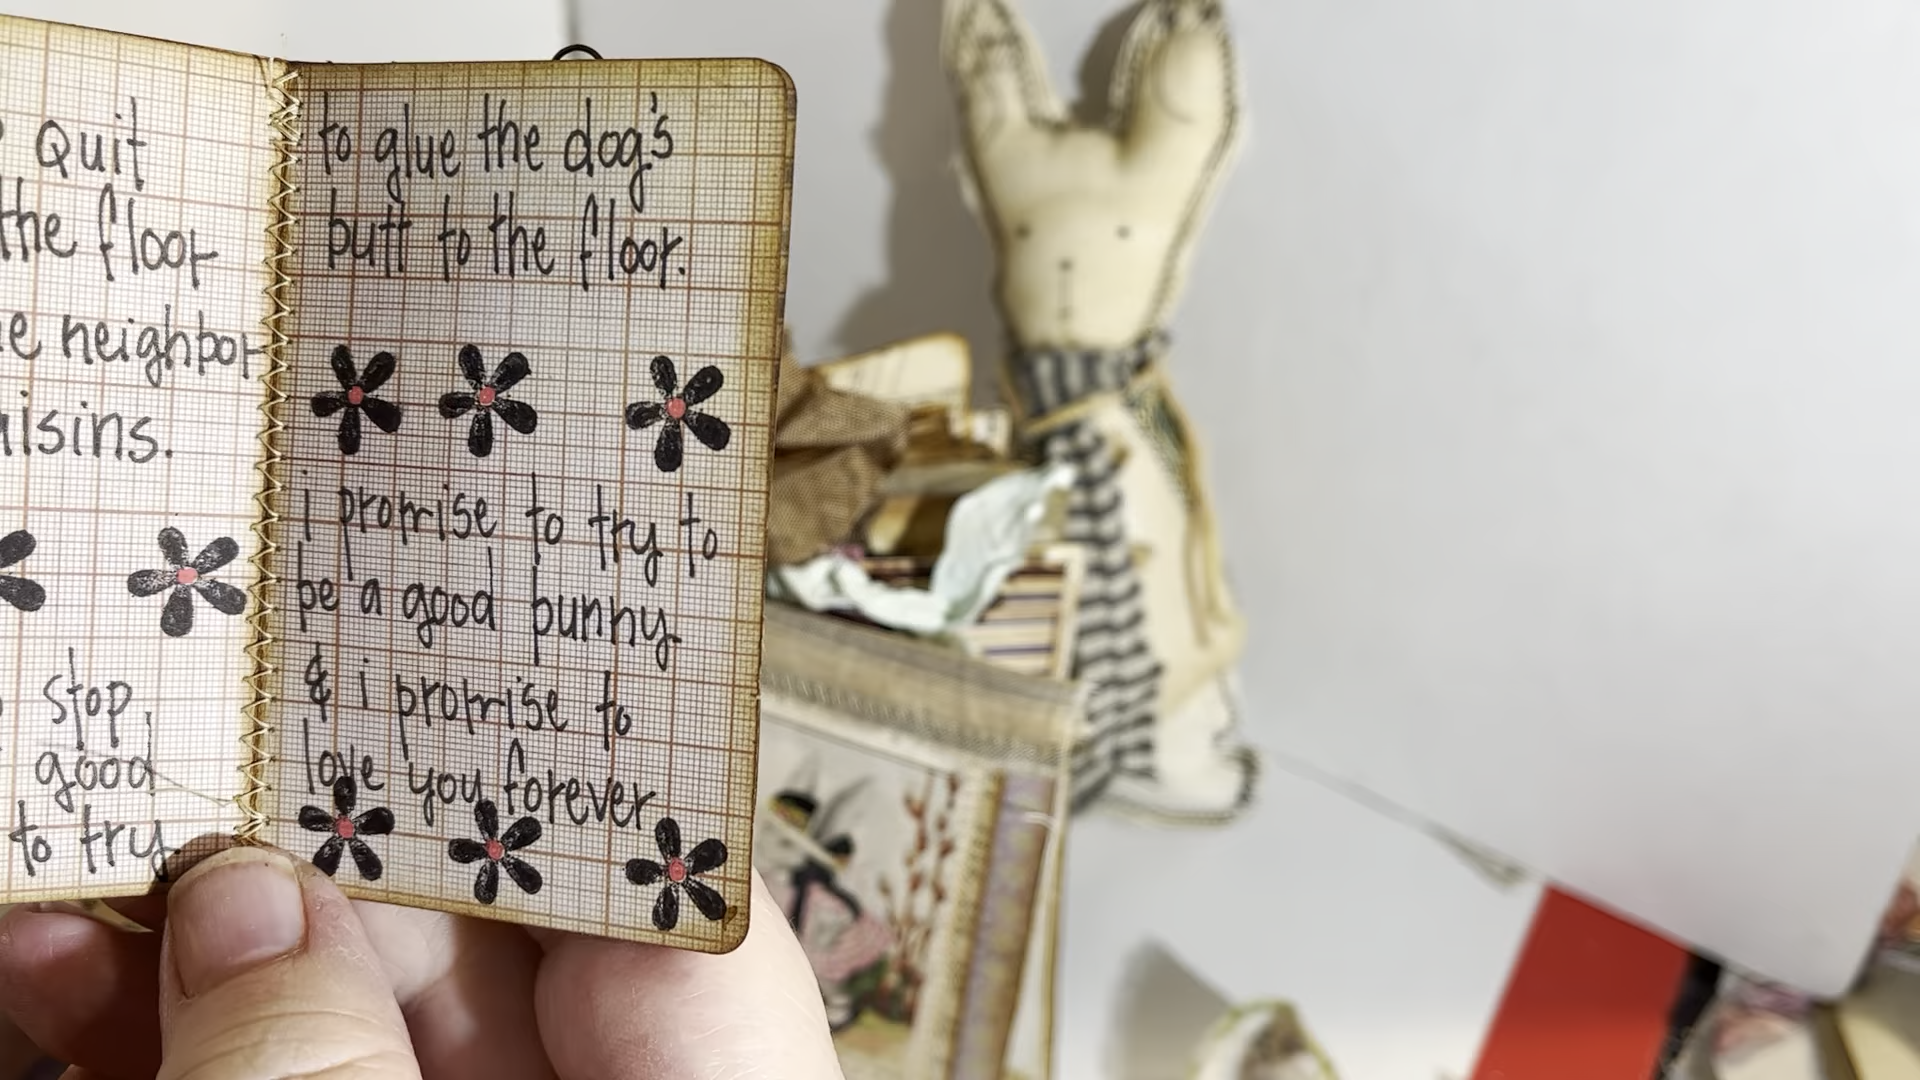 Quit
the floor
neighbor
stop
good
to try
to glue the dog's
butt to the floor.
i promise to try to
be a good bunny
& i promise to
love you forever